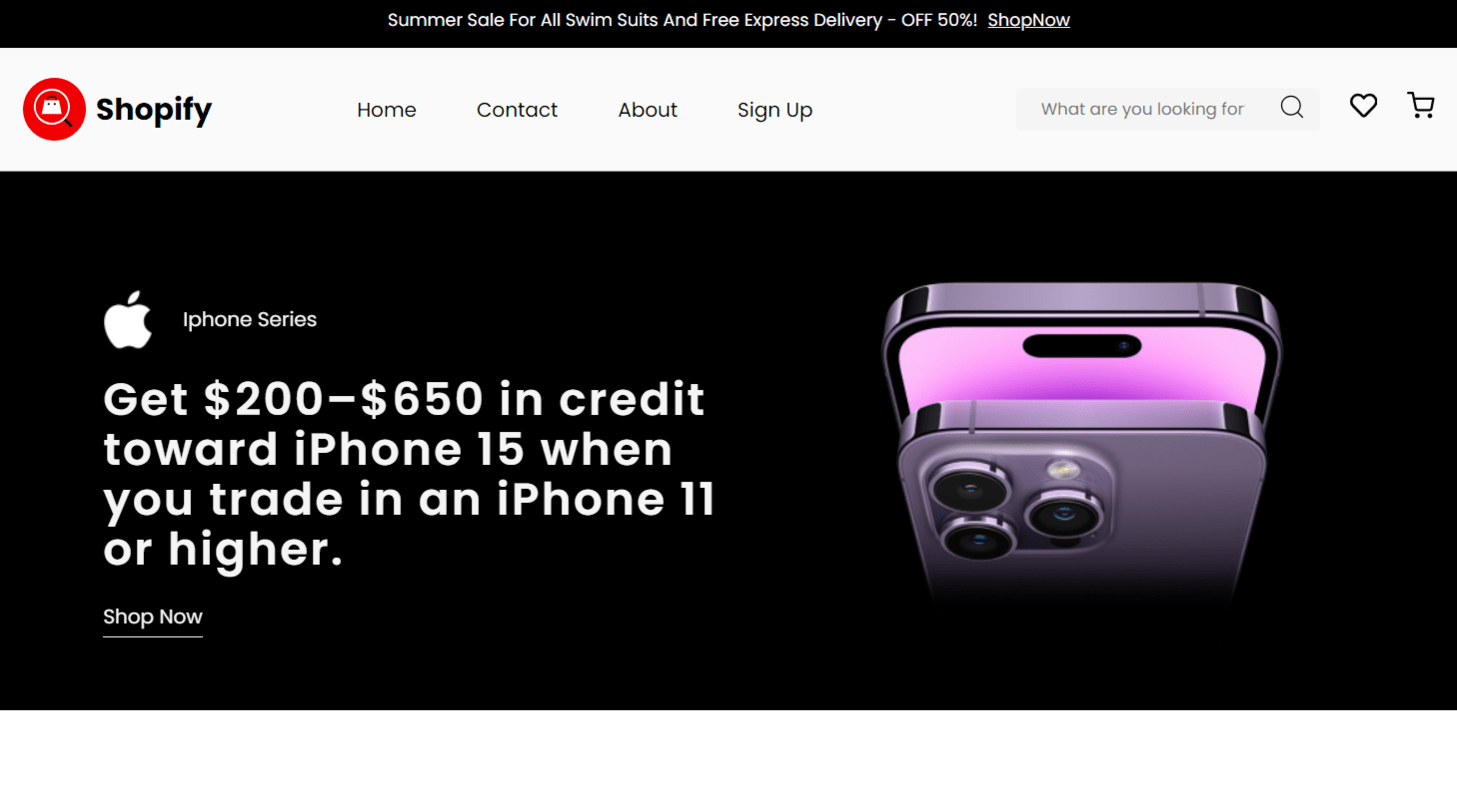 Summer Sale For All Swim Suits And Free Express Delivery - OFF 50%! ShopNow
Shopify
Home
Contact
About
Sign Up
What are you looking for
Iphone Series
Get $200–$650 in credit
toward iPhone 15 when
you trade in an iPhone 11
or higher.
Shop Now